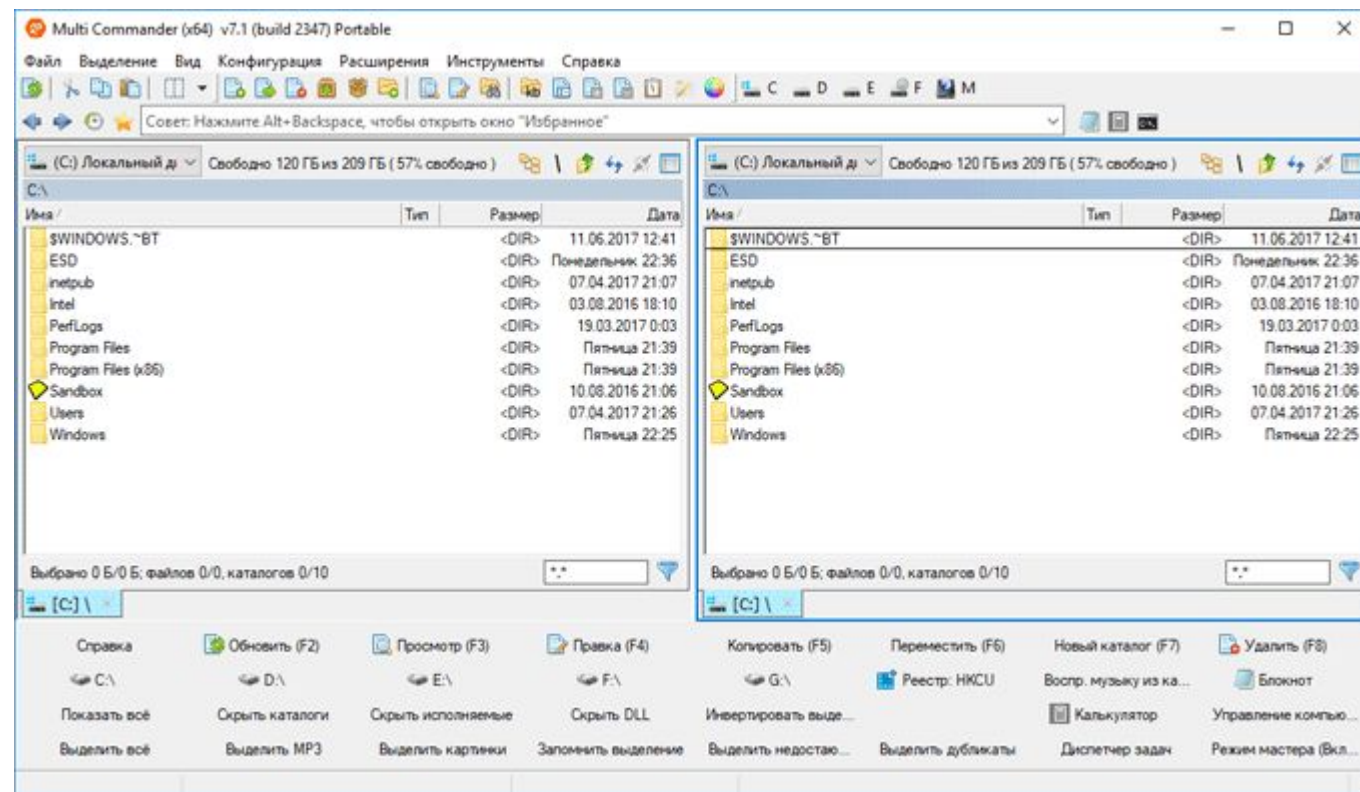 Multi Commander (x64) v7.1 (build 2347) Portable
Файл Выделение Вид Конфигурация Расширения Инструменты Справка
C D E F M
Совет: Нажмите Alt+Backspace, чтобы открыть окно "Избранное"
(C:) Локальный д Свободно 120 ГБ из 209 ГБ ( 57% свободно ) \ (C:) Локальный д Свободно 120 ГБ из 209 ГБ ( 57% свободно ) \
C:\ C:\
Имя Тип Размер Дата Имя Тип Размер Дата
$WINDOWS.~BT <DIR> 11.06.2017 12:41 $WINDOWS.~BT <DIR> 11.06.2017 12:41
ESD <DIR> Понедельник 22:36 ESD <DIR> Понедельник 22:36
inetpub <DIR> 07.04.2017 21:07 inetpub <DIR> 07.04.2017 21:07
Intel <DIR> 03.08.2016 18:10 Intel <DIR> 03.08.2016 18:10
PerfLogs <DIR> 19.03.2017 0:03 PerfLogs <DIR> 19.03.2017 0:03
Program Files <DIR> Пятница 21:39 Program Files <DIR> Пятница 21:39
Program Files (x86) <DIR> Пятница 21:39 Program Files (x86) <DIR> Пятница 21:39
Sandbox <DIR> 10.08.2016 21:06 Sandbox <DIR> 10.08.2016 21:06
Users <DIR> 07.04.2017 21:26 Users <DIR> 07.04.2017 21:26
Windows <DIR> Пятница 22:25 Windows <DIR> Пятница 22:25
Выбрано 0 Б/0 Б; файлов 0/0, каталогов 0/10 *.* Выбрано 0 Б/0 Б; файлов 0/0, каталогов 0/10 *.*
[C:] \ [C:] \
Справка Обновить (F2) Просмотр (F3) Правка (F4) Копировать (F5) Переместить (F6) Новый каталог (F7) Удалить (F8)
C:\ D:\ E:\ F:\ G:\ Реестр: HKCU Воспр. музыку из ка... Блокнот
Показать всё Скрыть каталоги Скрыть исполняемые Скрыть DLL Инвертировать выде... Калькулятор Управление компью...
Выделить всё Выделить MP3 Выделить картинки Запомнить выделение Выделить недостаю... Выделить дубликаты Диспетчер задач Режим мастера (Вкл...